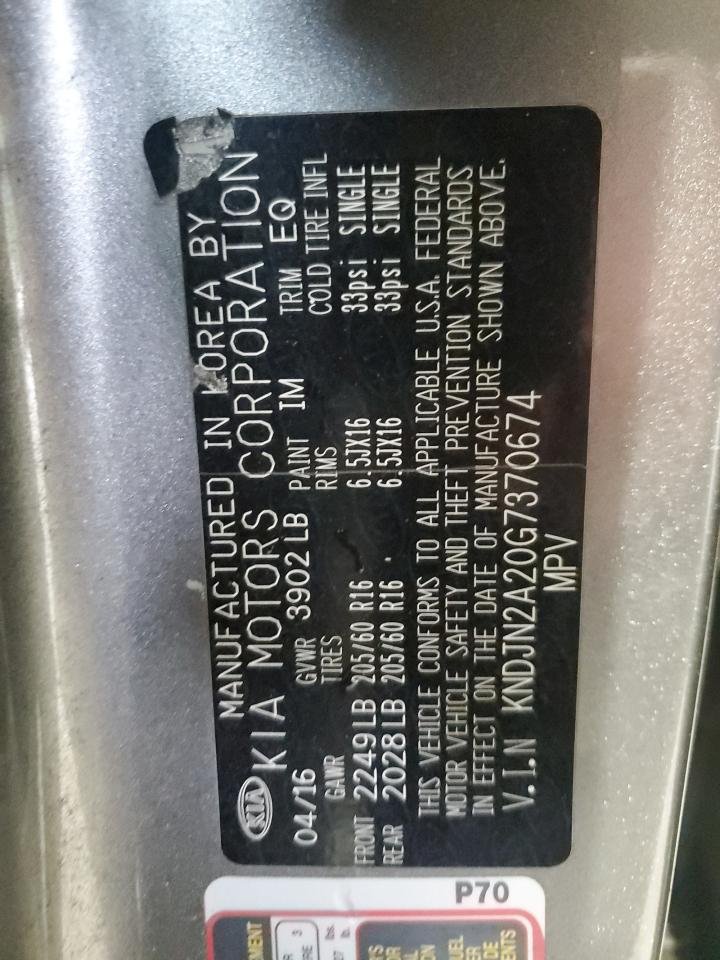 MANUFACTURED IN KOREA BY
KIA KIA MOTORS CORPORATION
04/16 GVWR 3902 LB PAINT IM TRIM EQ
GAWR TIRES RIMS COLD TIRE INFL
FRONT 2249 LB 205/60 R16 6.5JX16 33psi SINGLE
REAR 2028 LB 205/60 R16 6.5JX16 33psi SINGLE
THIS VEHICLE CONFORMS TO ALL APPLICABLE U.S.A. FEDERAL
MOTOR VEHICLE SAFETY AND THEFT PREVENTION STANDARDS
IN EFFECT ON THE DATE OF MANUFACTURE SHOWN ABOVE.
V.I.N KNDJN2A20G7370674
MPV
P70